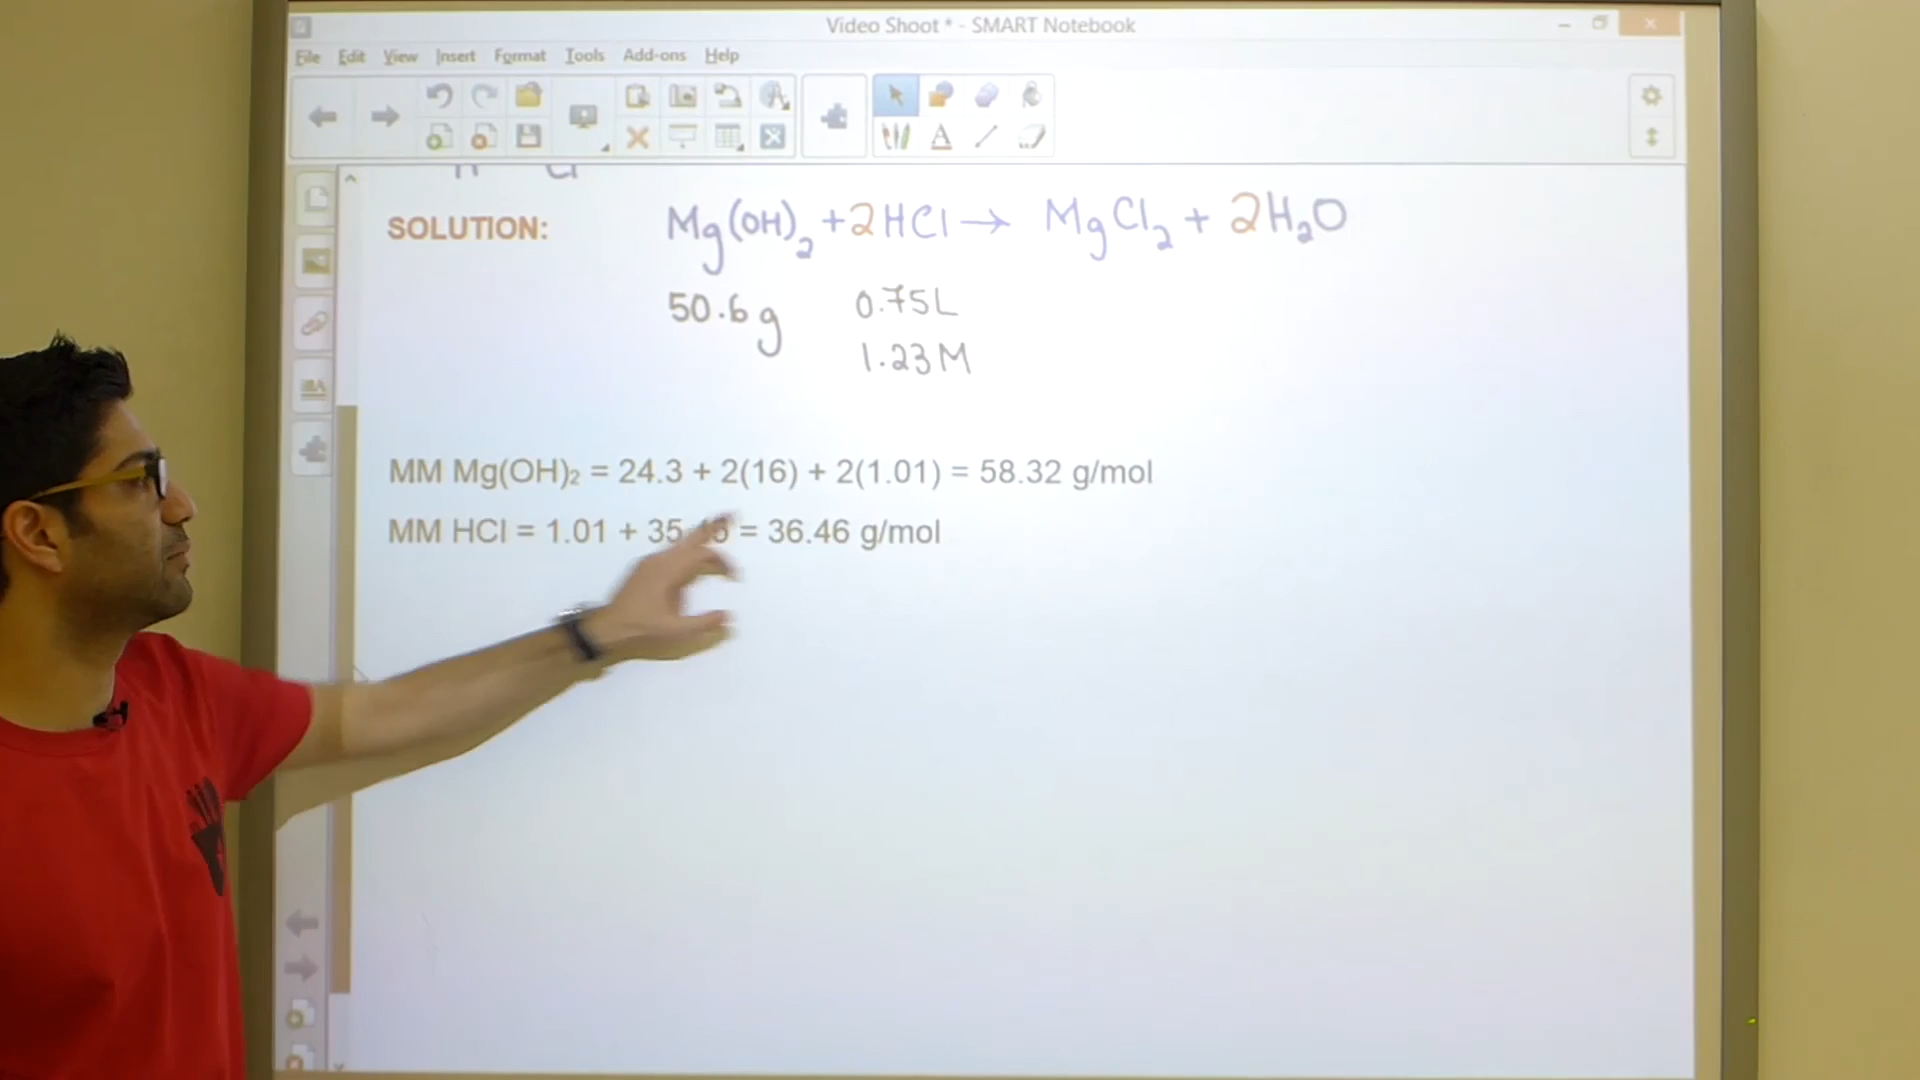 Video Shoot * - SMART Notebook
File Edit View Insert Format Tools Add-ons Help
SOLUTION: Mg(OH)₂ + 2HCl → MgCl₂ + 2H₂O
50.6g 0.75L
1.23M
MM Mg(OH)₂ = 24.3 + 2(16) + 2(1.01) = 58.32 g/mol
MM HCl = 1.01 + 35.45 = 36.46 g/mol